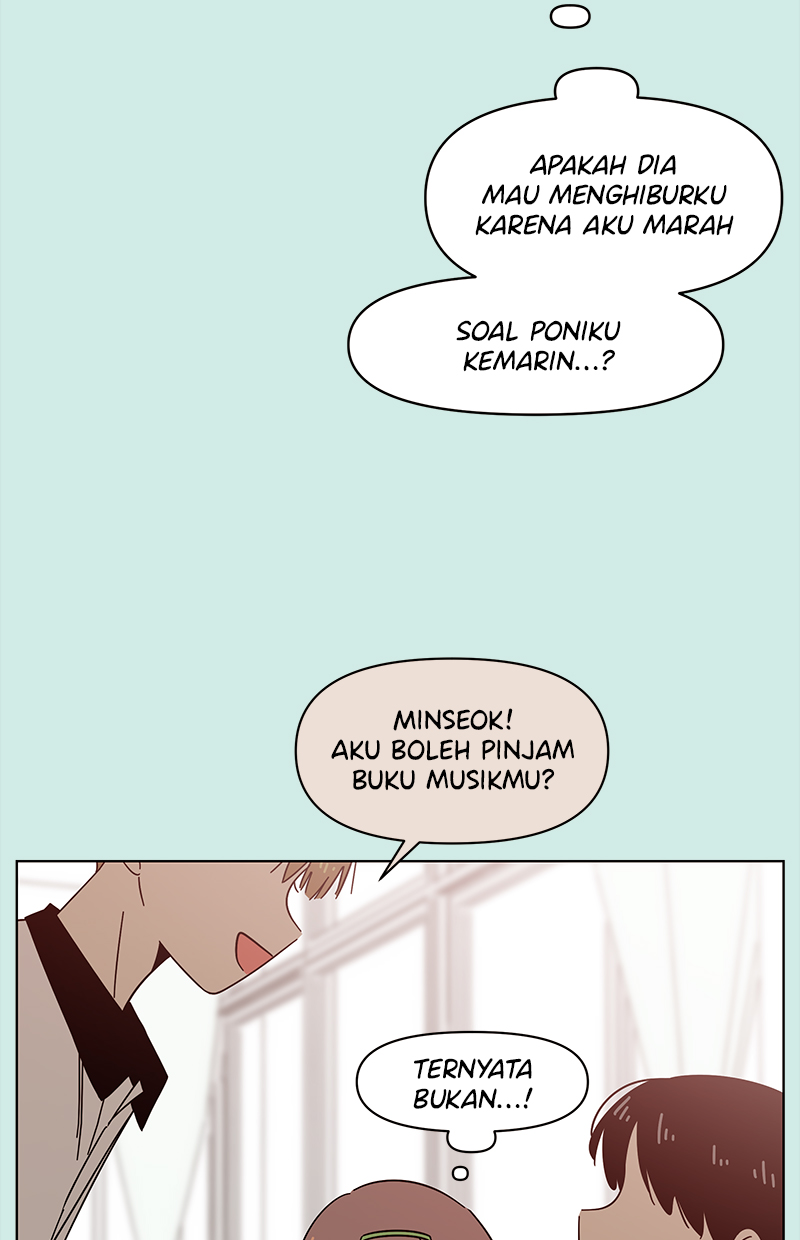 APAKAH DIA
MAU MENGHIBURKU
KARENA AKU MARAH
SOAL PONIKU
KEMARIN...?
MINSEOK!
AKU BOLEH PINJAM
BUKU MUSIKMU?
TERNYATA
BUKAN...!